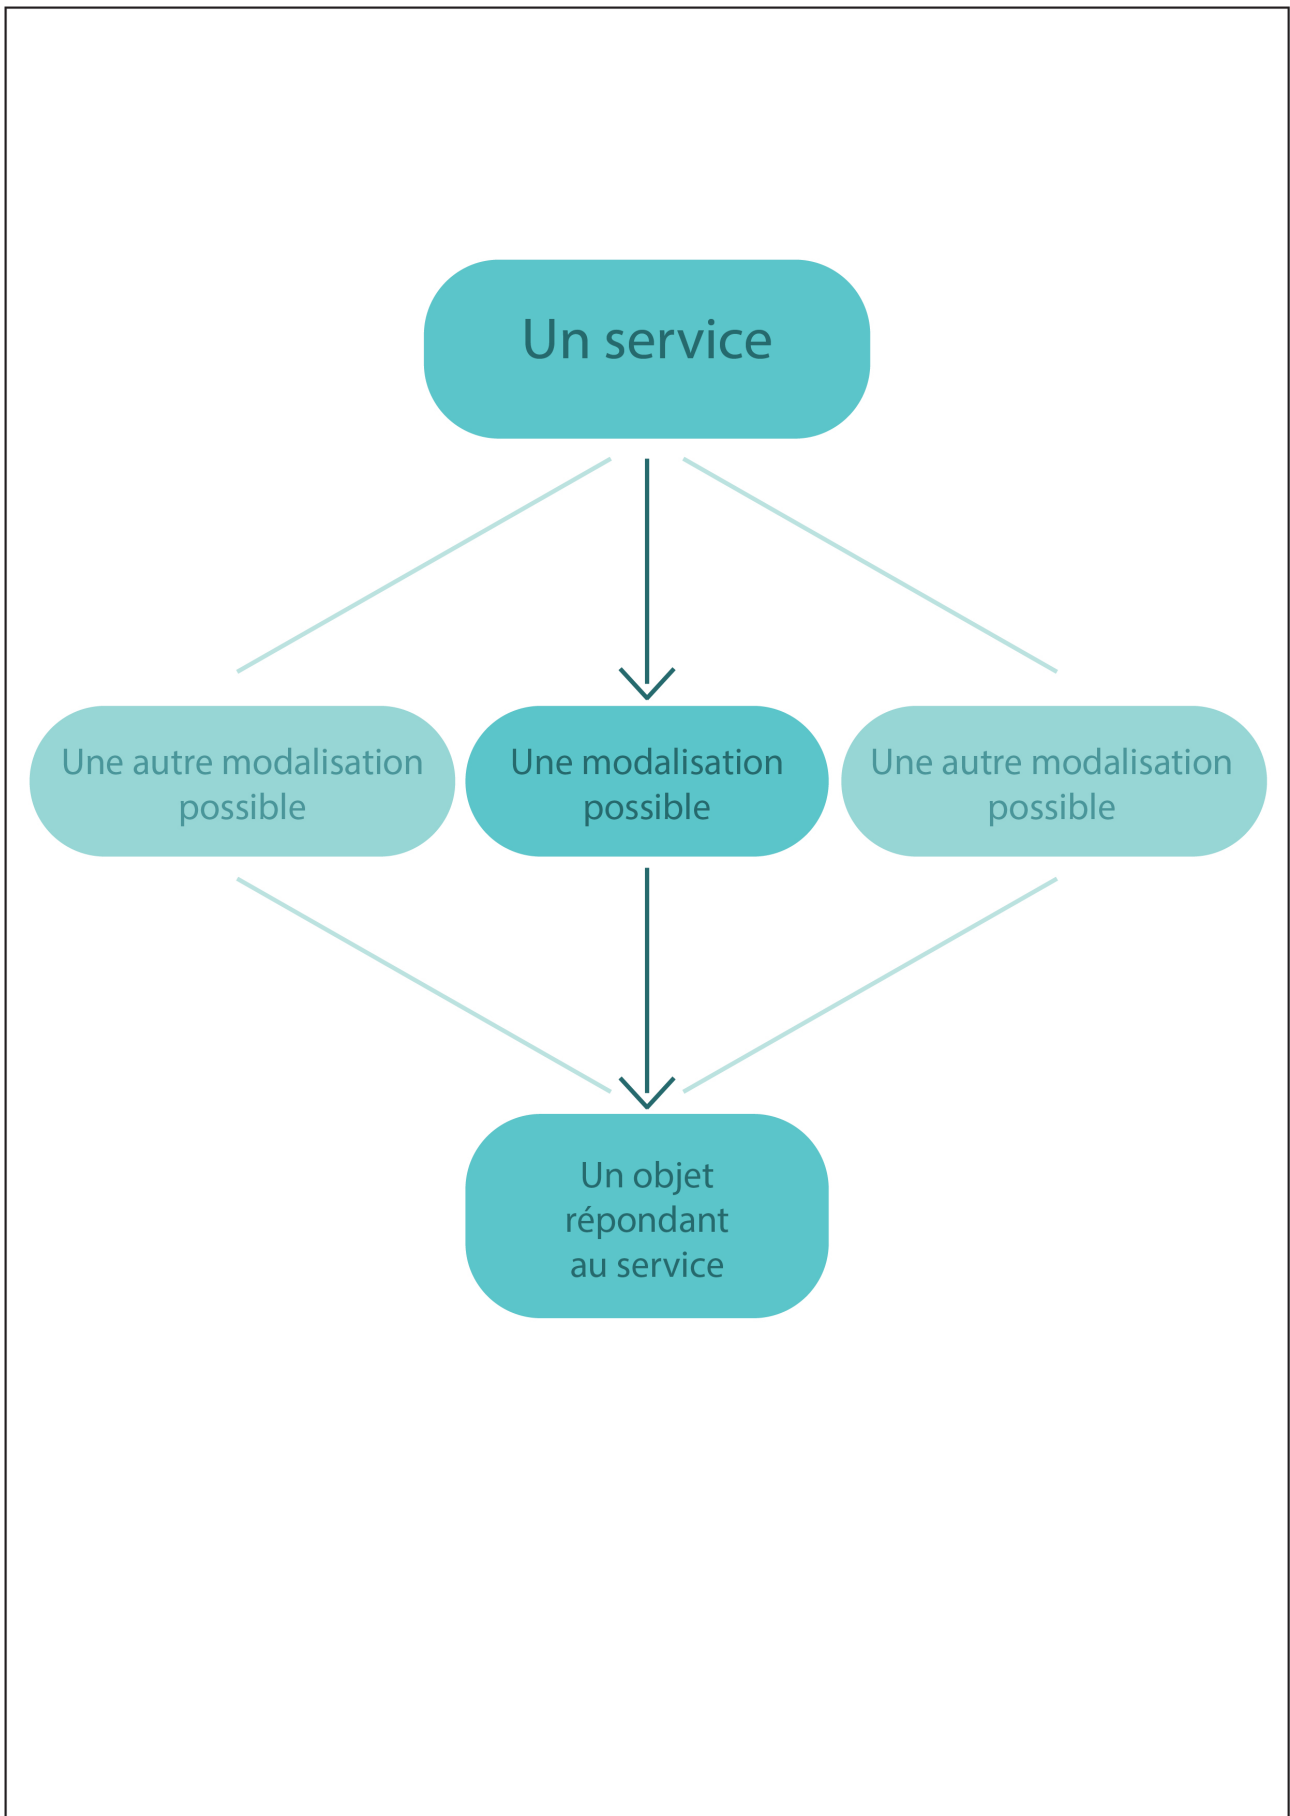 Un service
Une autre modalisation
possible
Une modalisation
possible
Une autre modalisation
possible
Un objet
répondant
au service